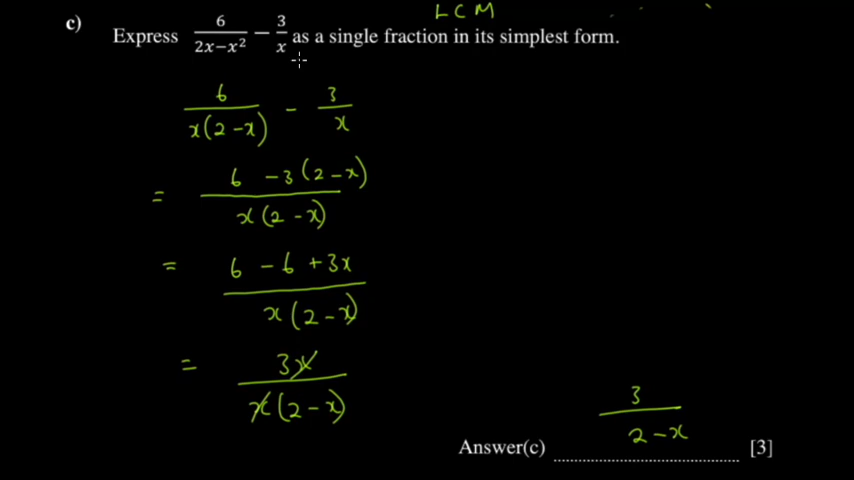 LCM
c) Express 6/(2x−x²) − 3/x as a single fraction in its simplest form.
6/(x(2−x)) − 3/x
= (6 −3(2−x))/(x(2−x))
= (6 − 6 + 3x)/(x(2−x))
= 3x/(x(2−x))
3/(2−x)
Answer(c) ........................................ [3]